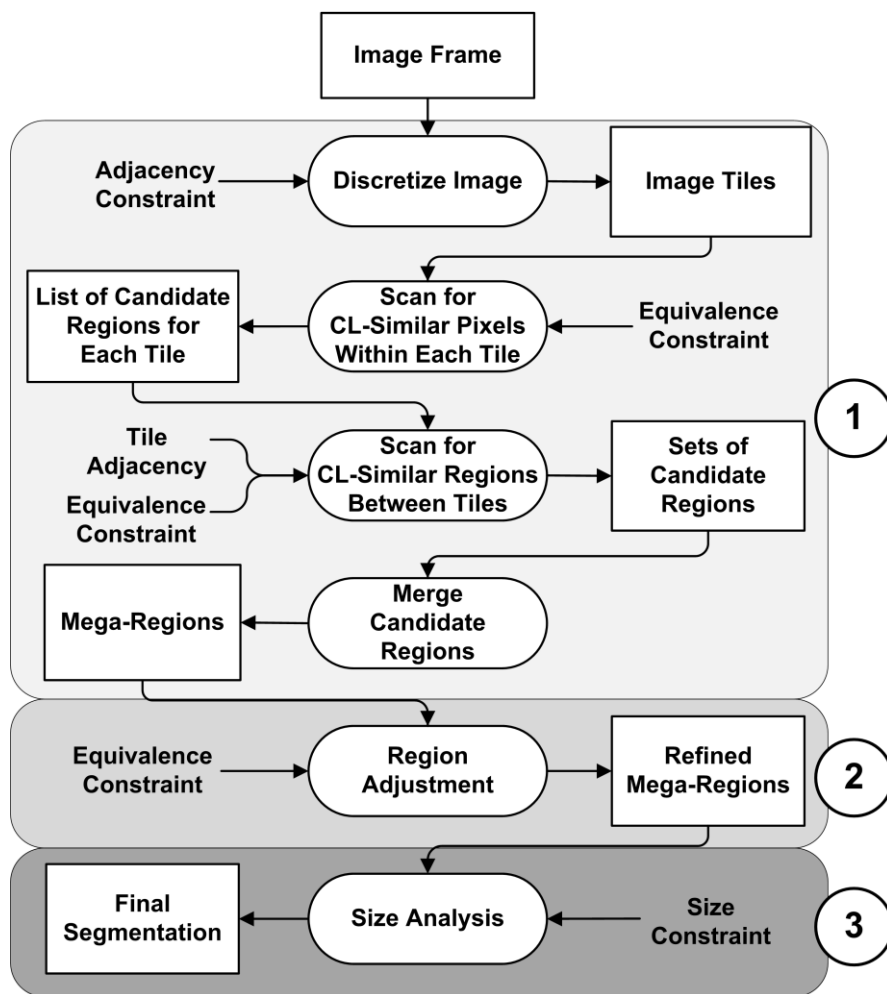 Image Frame
Adjacency
Constraint
Discretize Image
Image Tiles
List of Candidate
Regions for
Each Tile
Scan for
CL-Similar Pixels
Within Each Tile
Equivalence
Constraint
1
Tile
Adjacency
Equivalence
Constraint
Scan for
CL-Similar Regions
Between Tiles
Sets of
Candidate
Regions
Mega-Regions
Merge
Candidate
Regions
Equivalence
Constraint
Region
Adjustment
Refined
Mega-Regions
2
Final
Segmentation
Size Analysis
Size
Constraint
3